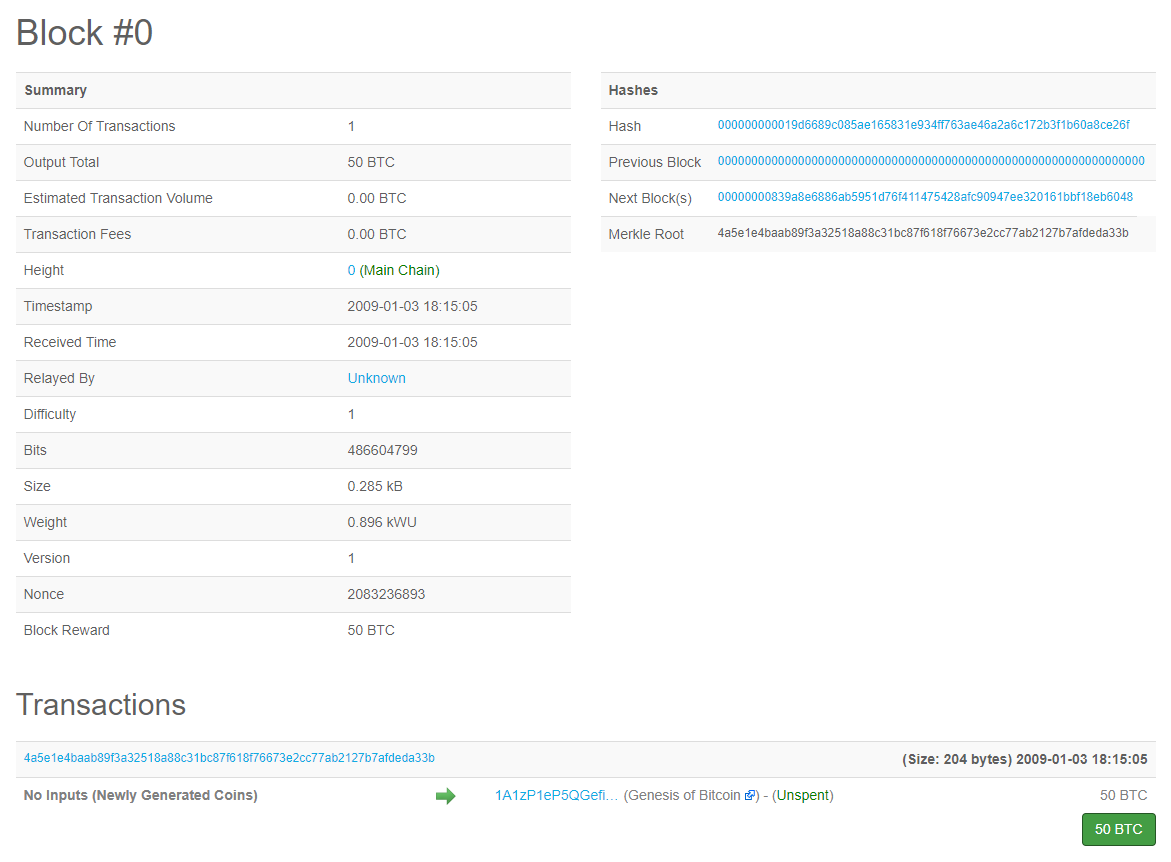 Block #0
Summary
Number Of Transactions 1
Output Total 50 BTC
Estimated Transaction Volume 0.00 BTC
Transaction Fees 0.00 BTC
Height 0 (Main Chain)
Timestamp 2009-01-03 18:15:05
Received Time 2009-01-03 18:15:05
Relayed By Unknown
Difficulty 1
Bits 486604799
Size 0.285 kB
Weight 0.896 kWU
Version 1
Nonce 2083236893
Block Reward 50 BTC
Hashes
Hash 000000000019d6689c085ae165831e934ff763ae46a2a6c172b3f1b60a8ce26f
Previous Block 0000000000000000000000000000000000000000000000000000000000000000
Next Block(s) 00000000839a8e6886ab5951d76f411475428afc90947ee320161bbf18eb6048
Merkle Root 4a5e1e4baab89f3a32518a88c31bc87f618f76673e2cc77ab2127b7afdeda33b
Transactions
4a5e1e4baab89f3a32518a88c31bc87f618f76673e2cc77ab2127b7afdeda33b (Size: 204 bytes) 2009-01-03 18:15:05
No Inputs (Newly Generated Coins) 1A1zP1eP5QGefi... (Genesis of Bitcoin) - (Unspent) 50 BTC
50 BTC